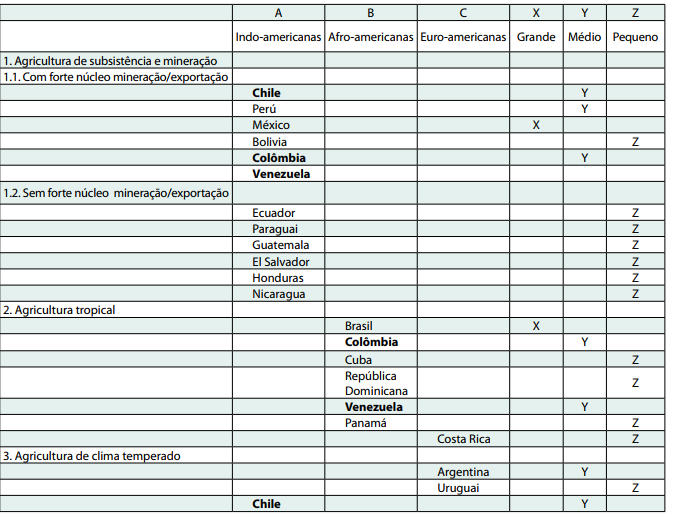 A B C X Y Z
Indo-americanas Afro-americanas Euro-americanas Grande Médio Pequeno
1. Agricultura de subsistência e mineração
1.1. Com forte núcleo mineração/exportação
Chile Y
Perú Y
México X
Bolivia Z
Colômbia Y
Venezuela
1.2. Sem forte núcleo mineração/exportação
Ecuador Z
Paraguai Z
Guatemala Z
El Salvador Z
Honduras Z
Nicaragua Z
2. Agricultura tropical
Brasil X
Colômbia Y
Cuba Z
República
Dominicana Z
Venezuela Y
Panamá Z
Costa Rica Z
3. Agricultura de clima temperado
Argentina Y
Uruguai Z
Chile Y